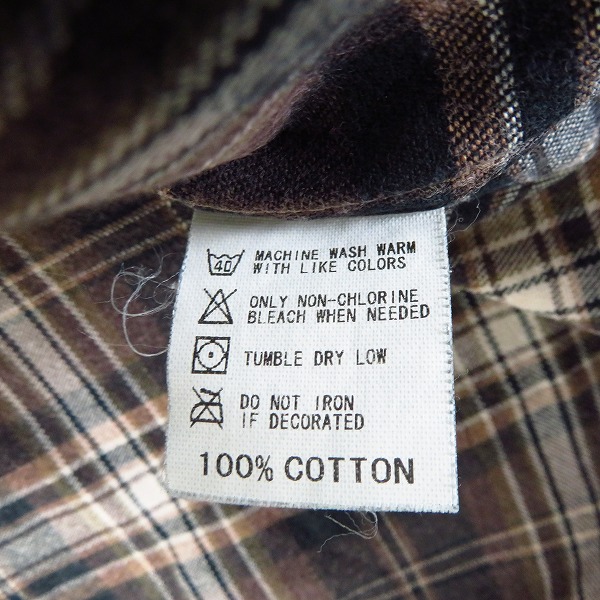 40 MACHINE WASH WARM
WITH LIKE COLORS
ONLY NON-CHLORINE
BLEACH WHEN NEEDED
TUMBLE DRY LOW
DO NOT IRON
IF DECORATED
100% COTTON